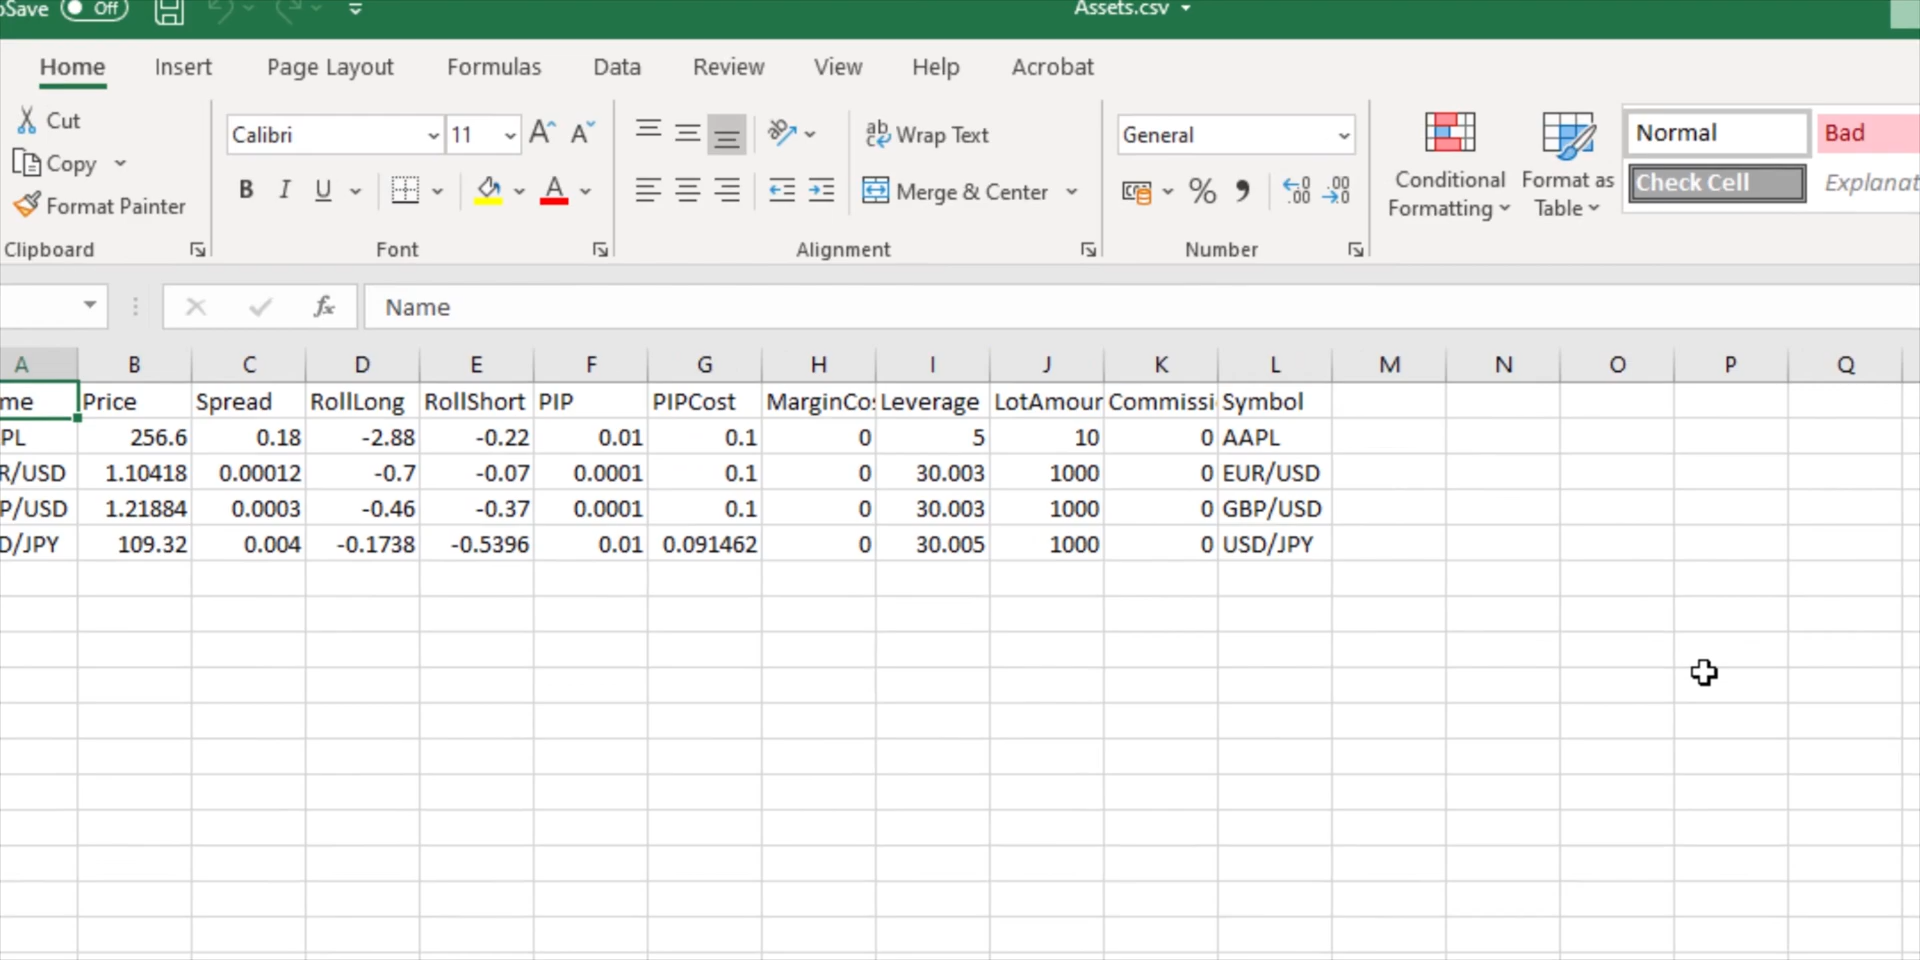 Save Off Assets.csv
Home Insert Page Layout Formulas Data Review View Help Acrobat
Cut
Copy
Format Painter
Clipboard
Calibri 11
B I U
Font
Wrap Text
Merge & Center
Alignment
General
% 
Number
Conditional
Formatting
Format as
Table
Normal Bad
Check Cell Explanat
fx Name
A B C D E F G H I J K L M N O P Q
me Price Spread RollLong RollShort PIP PIPCost MarginCo Leverage LotAmour Commissi Symbol
PL 256.6 0.18 -2.88 -0.22 0.01 0.1 0 5 10 0 AAPL
R/USD 1.10418 0.00012 -0.7 -0.07 0.0001 0.1 0 30.003 1000 0 EUR/USD
P/USD 1.21884 0.0003 -0.46 -0.37 0.0001 0.1 0 30.003 1000 0 GBP/USD
D/JPY 109.32 0.004 -0.1738 -0.5396 0.01 0.091462 0 30.005 1000 0 USD/JPY